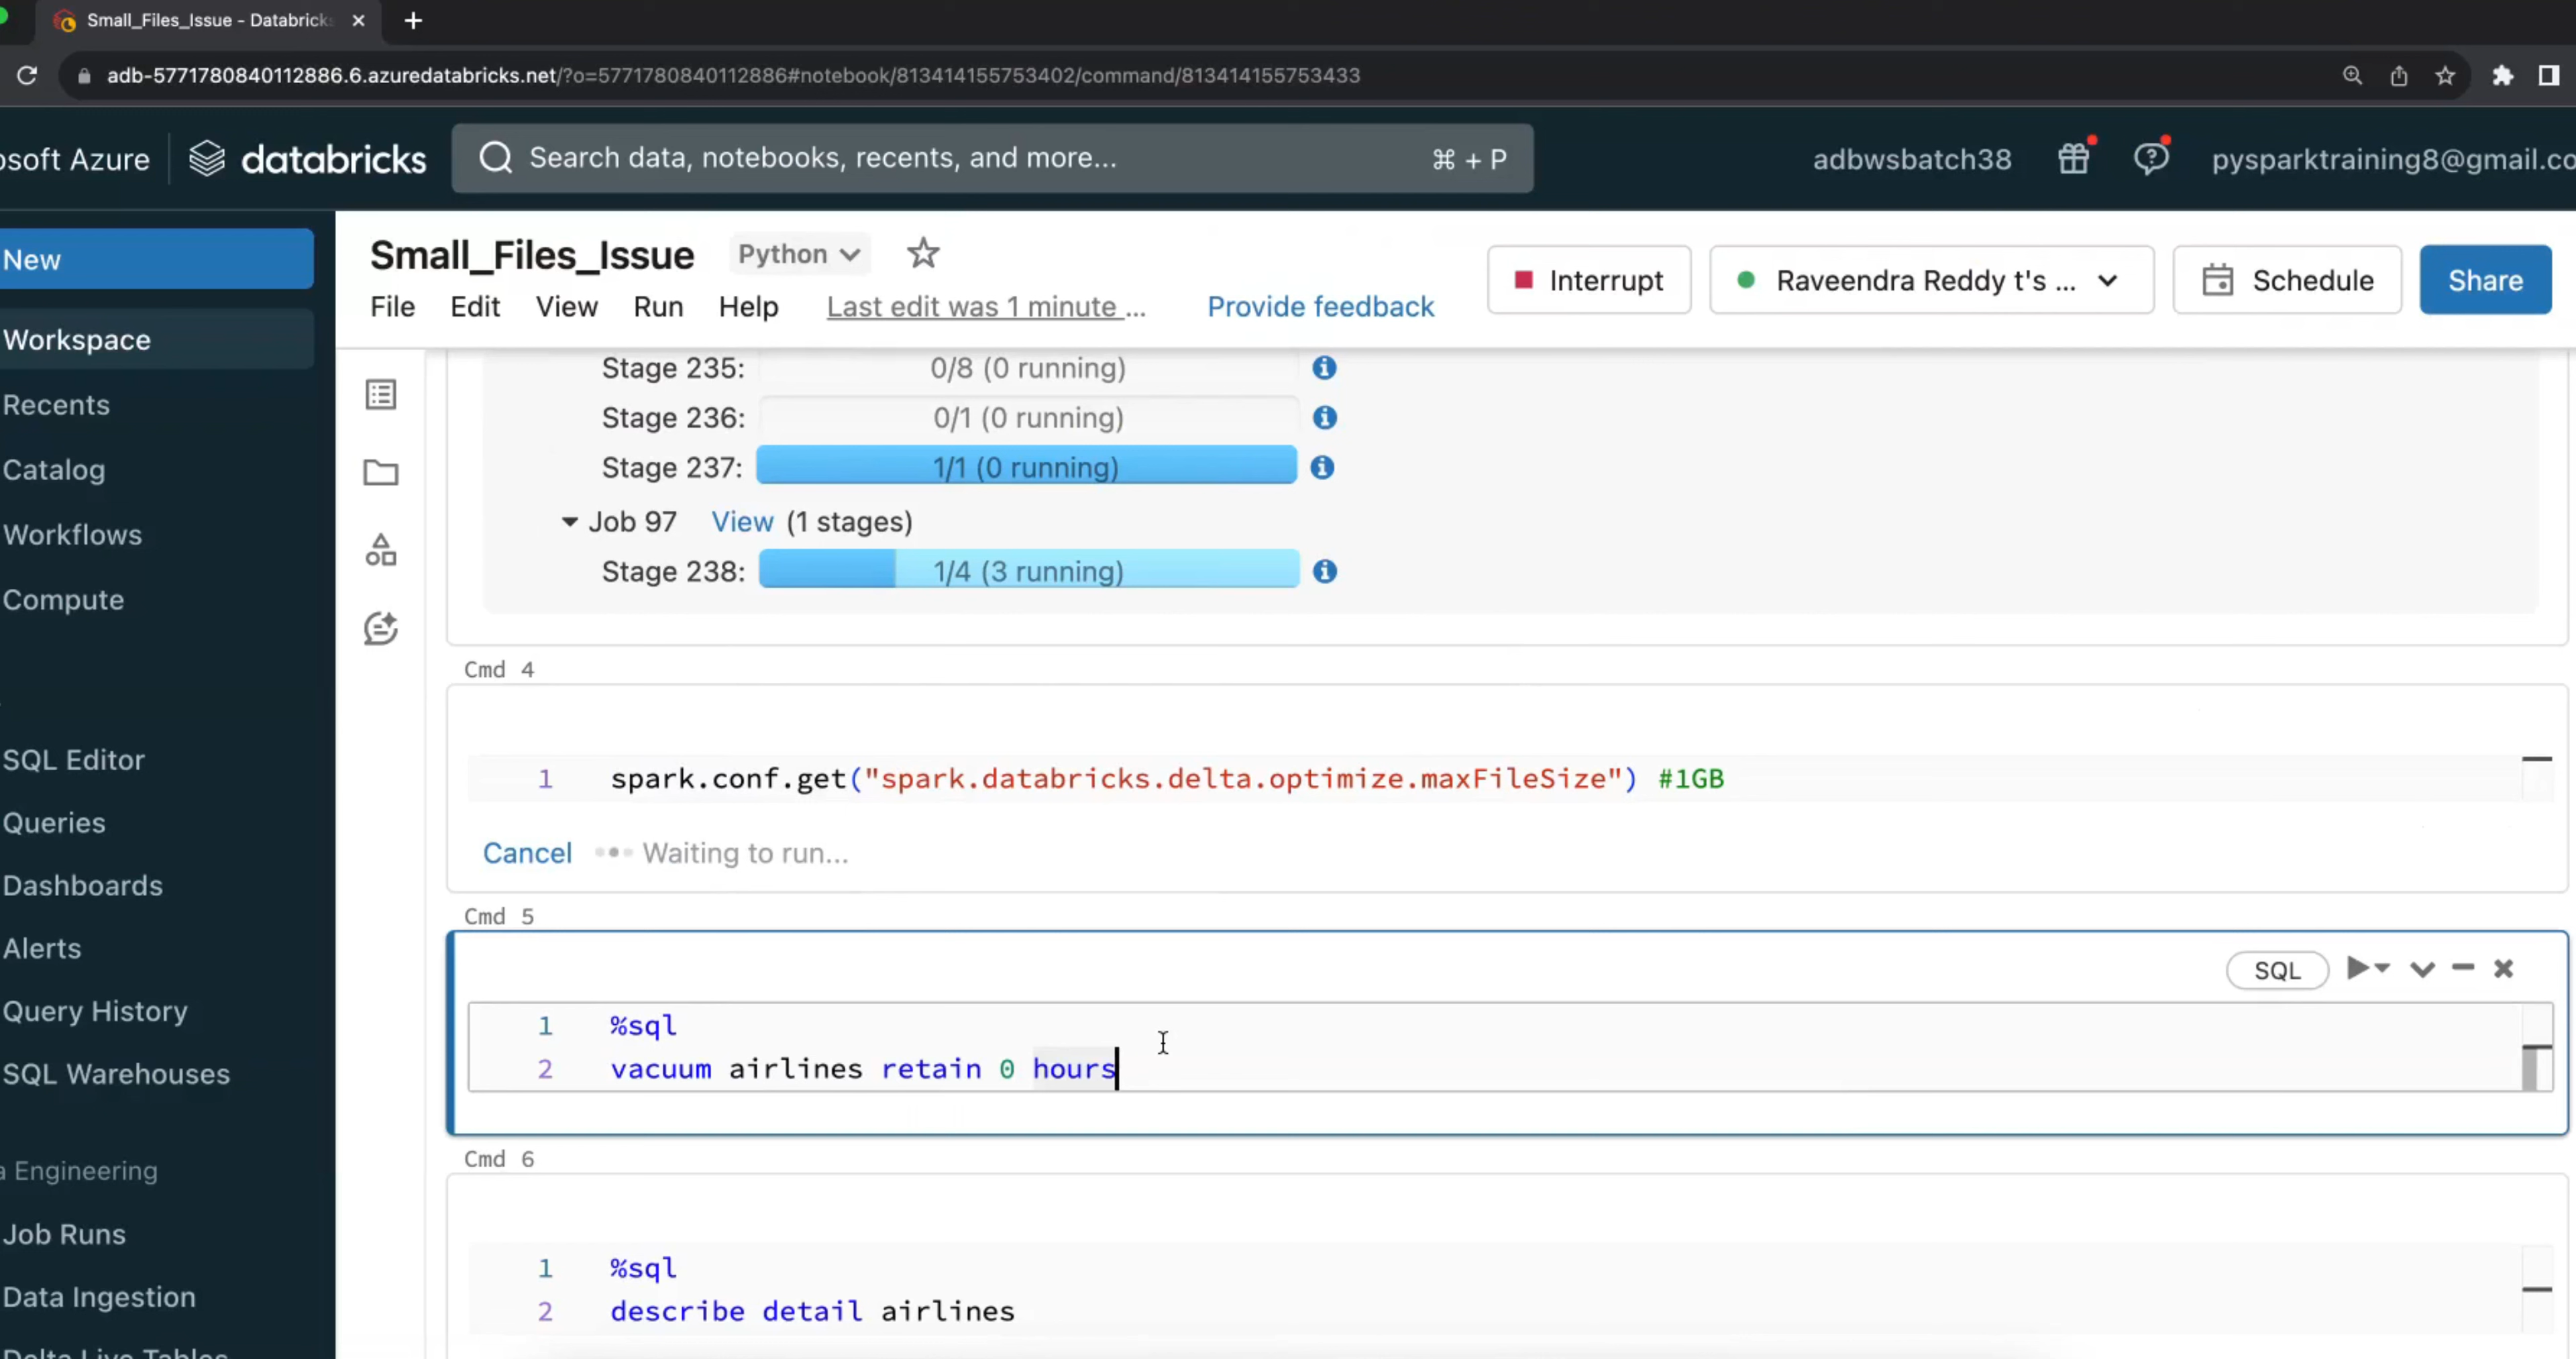 Small_Files_Issue - Databricks
adb-5771780840112886.6.azuredatabricks.net/?o=5771780840112886#notebook/813414155753402/command/813414155753433
osoft Azure
databricks
Search data, notebooks, recents, and more...
⌘ + P
adbwsbatch38
pysparktraining8@gmail.co
New
Workspace
Recents
Catalog
Workflows
Compute
SQL Editor
Queries
Dashboards
Alerts
Query History
SQL Warehouses
a Engineering
Job Runs
Data Ingestion
Delta Live Tables
Small_Files_Issue
Python
File Edit View Run Help
Last edit was 1 minute ...
Provide feedback
Interrupt
Raveendra Reddy t's ...
Schedule
Share
Stage 235: 0/8 (0 running)
Stage 236: 0/1 (0 running)
Stage 237: 1/1 (0 running)
Job 97 View (1 stages)
Stage 238: 1/4 (3 running)
Cmd 4
1 spark.conf.get("spark.databricks.delta.optimize.maxFileSize") #1GB
Cancel Waiting to run...
Cmd 5
SQL
1 %sql
2 vacuum airlines retain 0 hours
Cmd 6
1 %sql
2 describe detail airlines